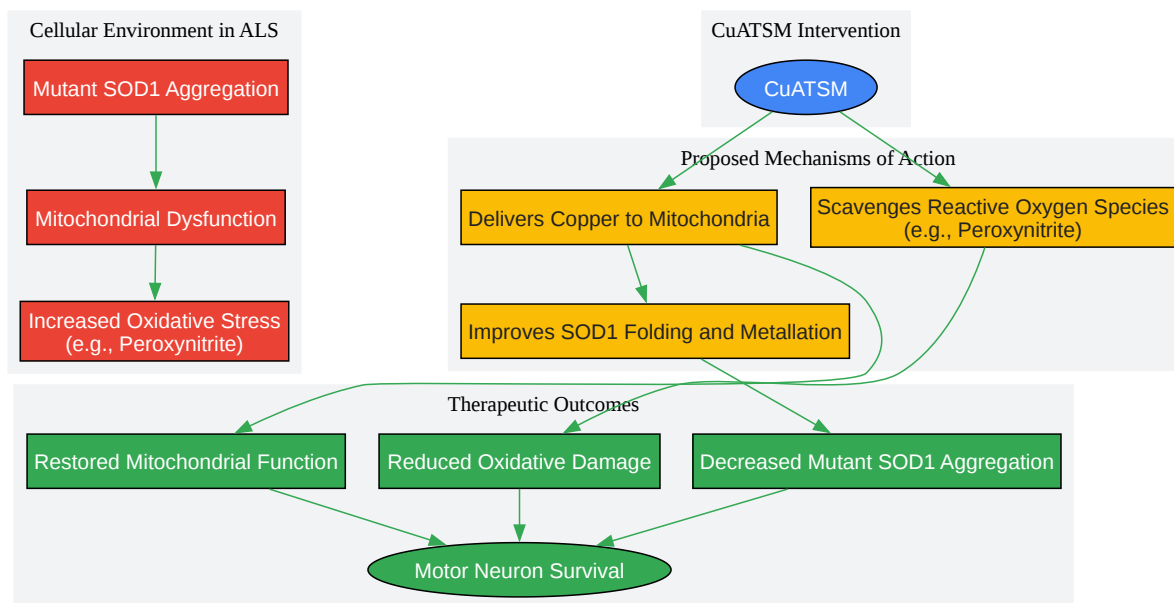 Cellular Environment in ALS
Mutant SOD1 Aggregation
Mitochondrial Dysfunction
Increased Oxidative Stress
(e.g., Peroxynitrite)
CuATSM Intervention
CuATSM
Proposed Mechanisms of Action
Delivers Copper to Mitochondria
Scavenges Reactive Oxygen Species
(e.g., Peroxynitrite)
Improves SOD1 Folding and Metallation
Therapeutic Outcomes
Restored Mitochondrial Function
Reduced Oxidative Damage
Decreased Mutant SOD1 Aggregation
Motor Neuron Survival